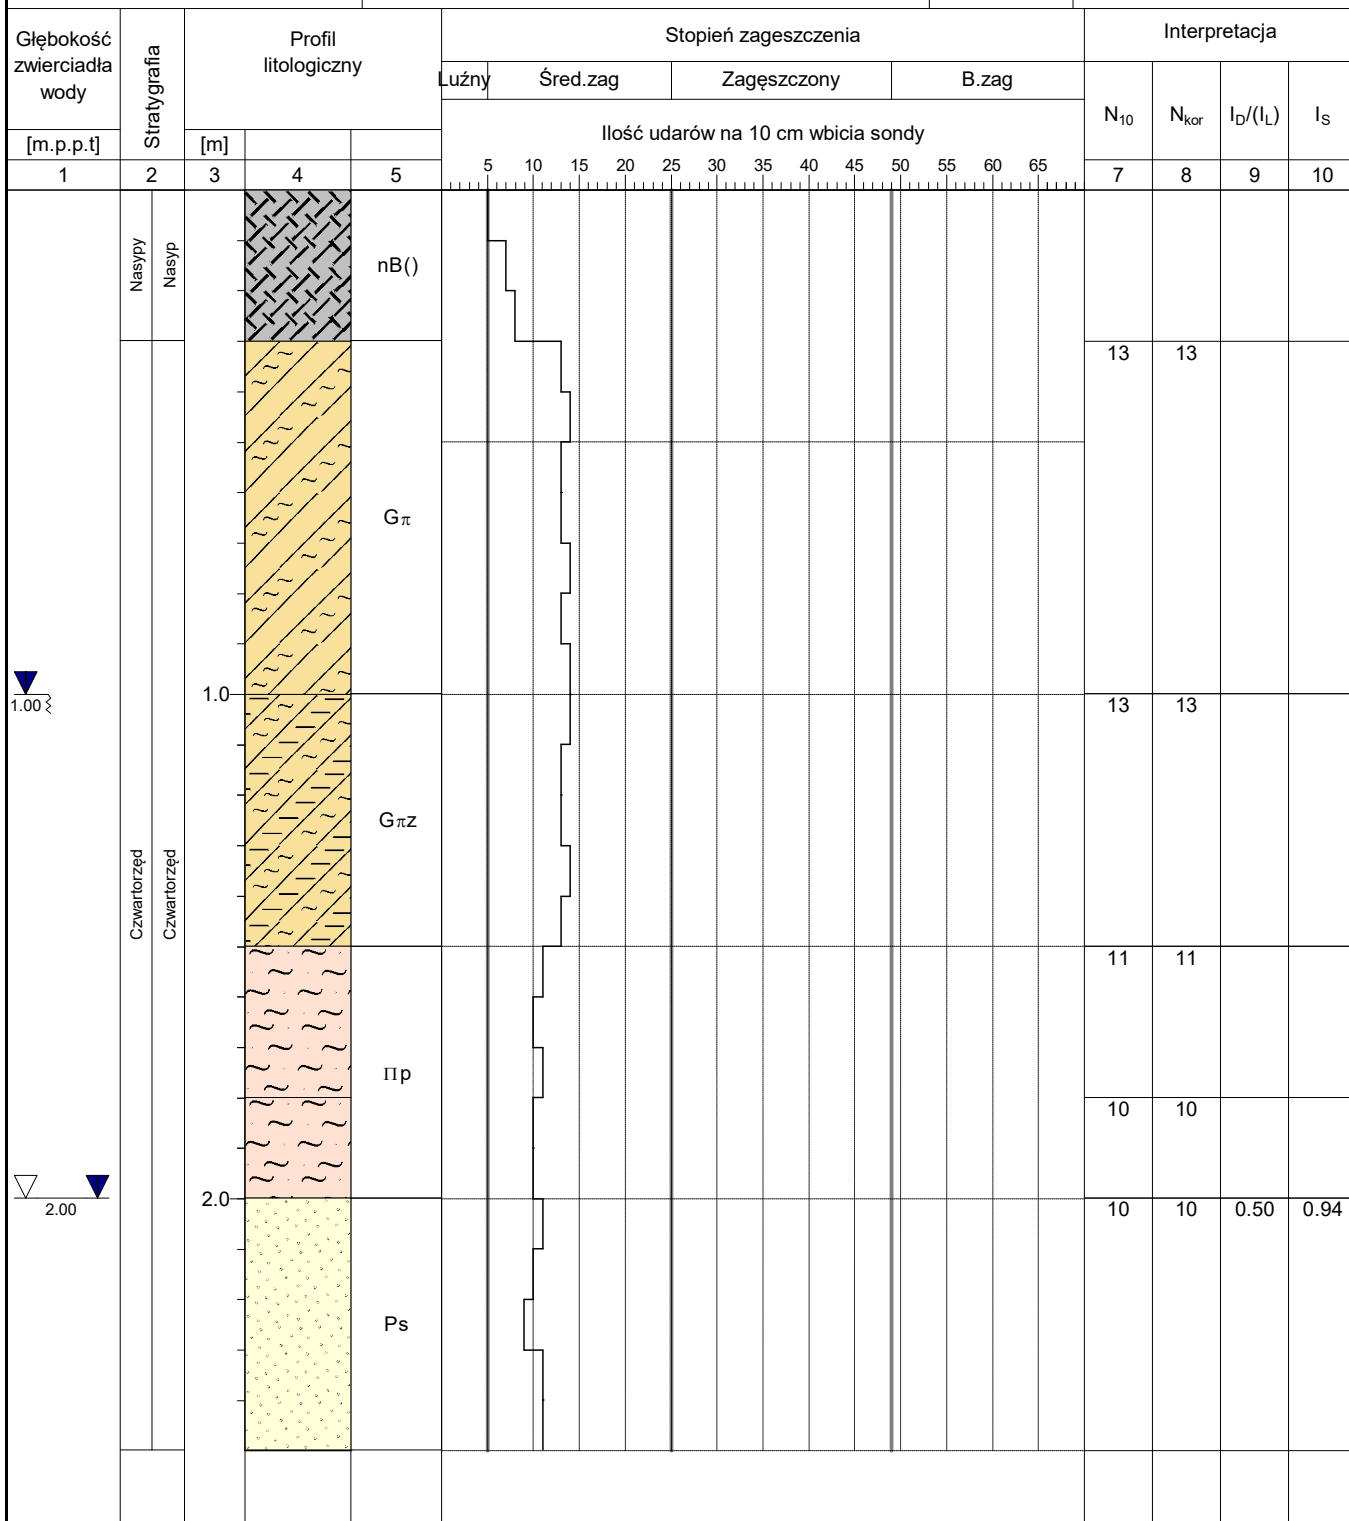 Głębokość
zwierciadła
wody
[m.p.p.t]
1
Stratygrafia
2
Profil
litologiczny
[m]
3
4
5
Stopień zageszczenia
Luźny Śred.zag Zagęszczony B.zag
Ilość udarów na 10 cm wbicia sondy
5 10 15 20 25 30 35 40 45 50 55 60 65
Interpretacja
N10 Nkor ID/(IL) IS
7 8 9 10
Nasypy Nasyp
nB()
13 13
Gπ
1.00
1.0
13 13
Gπz
Czwartorzęd Czwartorzęd
11 11
Πp
10 10
2.00
2.0
10 10 0.50 0.94
Ps